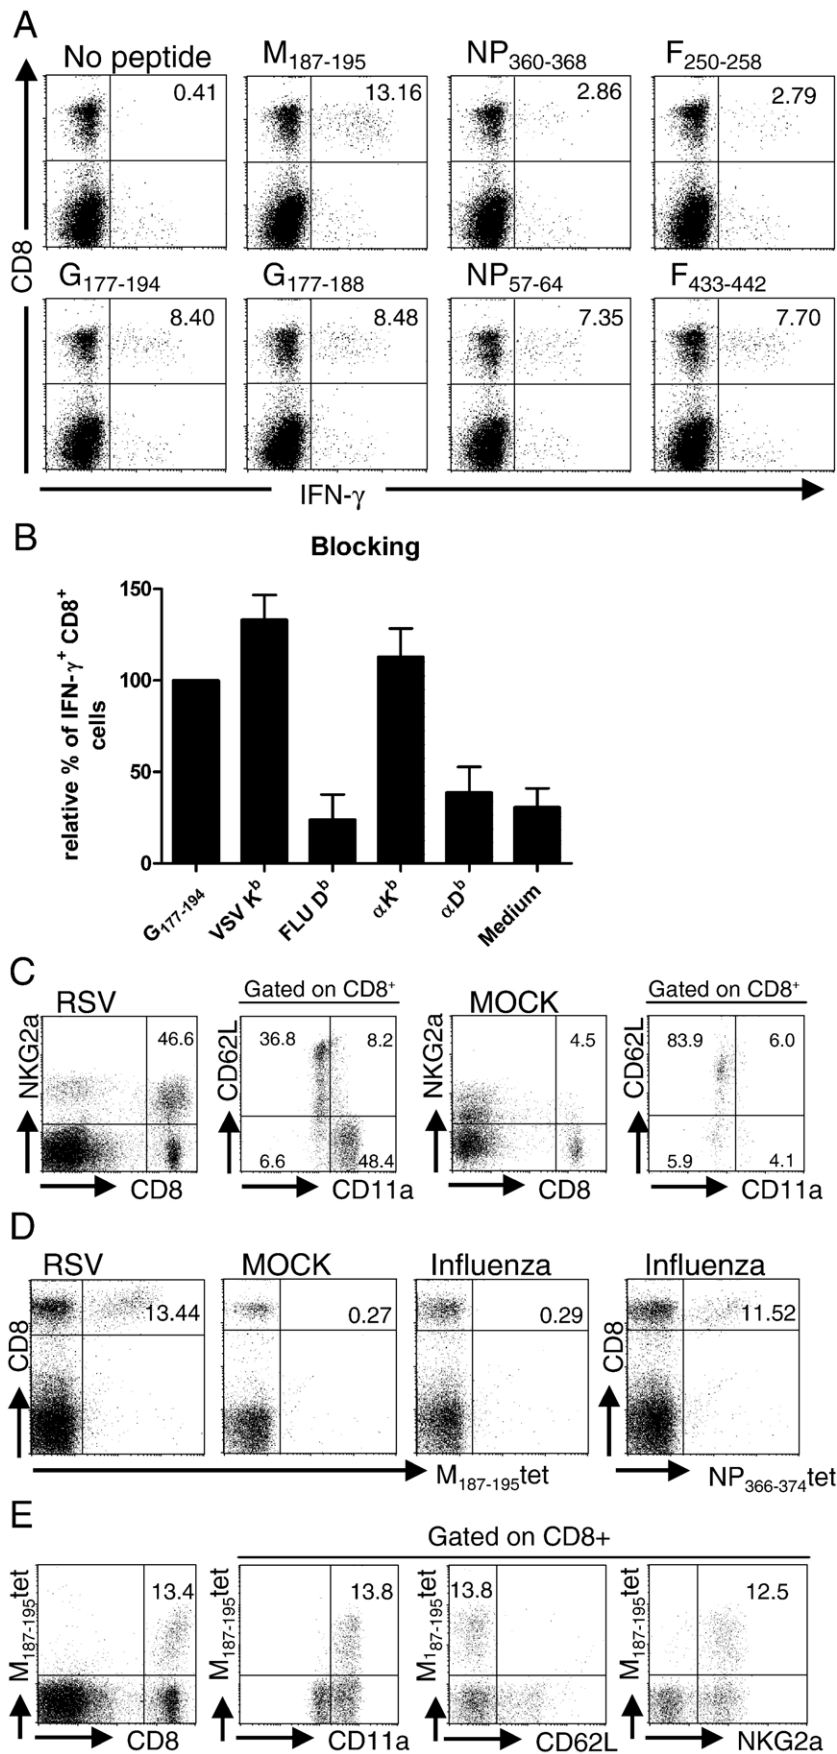 A
No peptide M187-195 NP360-368 F250-258
0.41 13.16 2.86 2.79
CD8
G177-194 G177-188 NP57-64 F433-442
8.40 8.48 7.35 7.70
IFN-γ
B
Blocking
relative % of IFN-γ+ CD8+
cells
150
100
50
0
G177-194 VSV Kb FLU Db αKb αDb Medium
C
RSV Gated on CD8+ MOCK Gated on CD8+
NKG2a 46.6 CD62L 36.8 8.2 NKG2a 4.5 CD62L 83.9 6.0
6.6 48.4 5.9 4.1
CD8 CD11a CD8 CD11a
D
RSV MOCK Influenza Influenza
CD8 13.44 0.27 0.29 CD8 11.52
M187-195tet NP366-374tet
E
Gated on CD8+
M187-195tet 13.4 M187-195tet 13.8 M187-195tet 13.8 M187-195tet 12.5
CD8 CD11a CD62L NKG2a